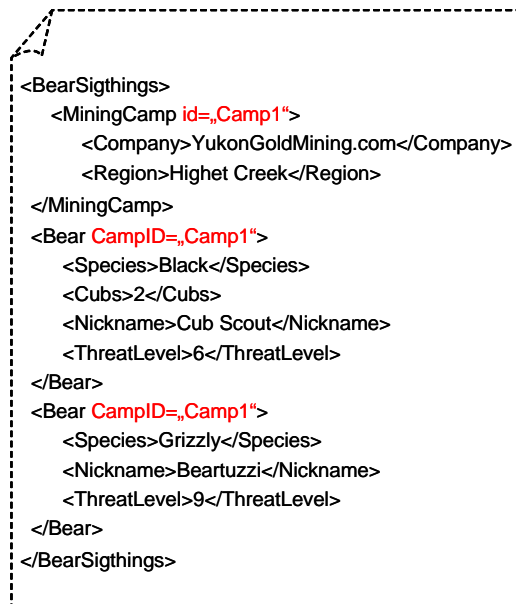 <BearSigthings>
<MiningCamp id=„Camp1“>
<Company>YukonGoldMining.com</Company>
<Region>Highet Creek</Region>
</MiningCamp>
<Bear CampID=„Camp1“>
<Species>Black</Species>
<Cubs>2</Cubs>
<Nickname>Cub Scout</Nickname>
<ThreatLevel>6</ThreatLevel>
</Bear>
<Bear CampID=„Camp1“>
<Species>Grizzly</Species>
<Nickname>Beartuzzi</Nickname>
<ThreatLevel>9</ThreatLevel>
</Bear>
</BearSigthings>